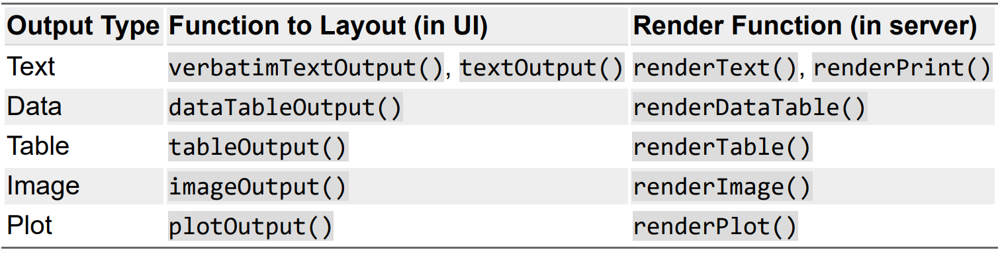 Output Type Function to Layout (in UI) Render Function (in server)
Text verbatimTextOutput(), textOutput() renderText(), renderPrint()
Data dataTableOutput() renderDataTable()
Table tableOutput() renderTable()
Image imageOutput() renderImage()
Plot plotOutput() renderPlot()